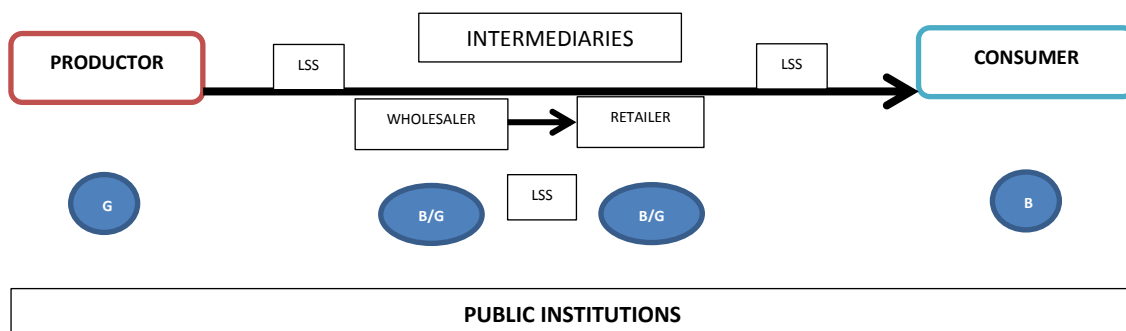 INTERMEDIARIES
PRODUCTOR
LSS
LSS
CONSUMER
WHOLESALER
RETAILER
G
B/G
LSS
B/G
B
PUBLIC INSTITUTIONS